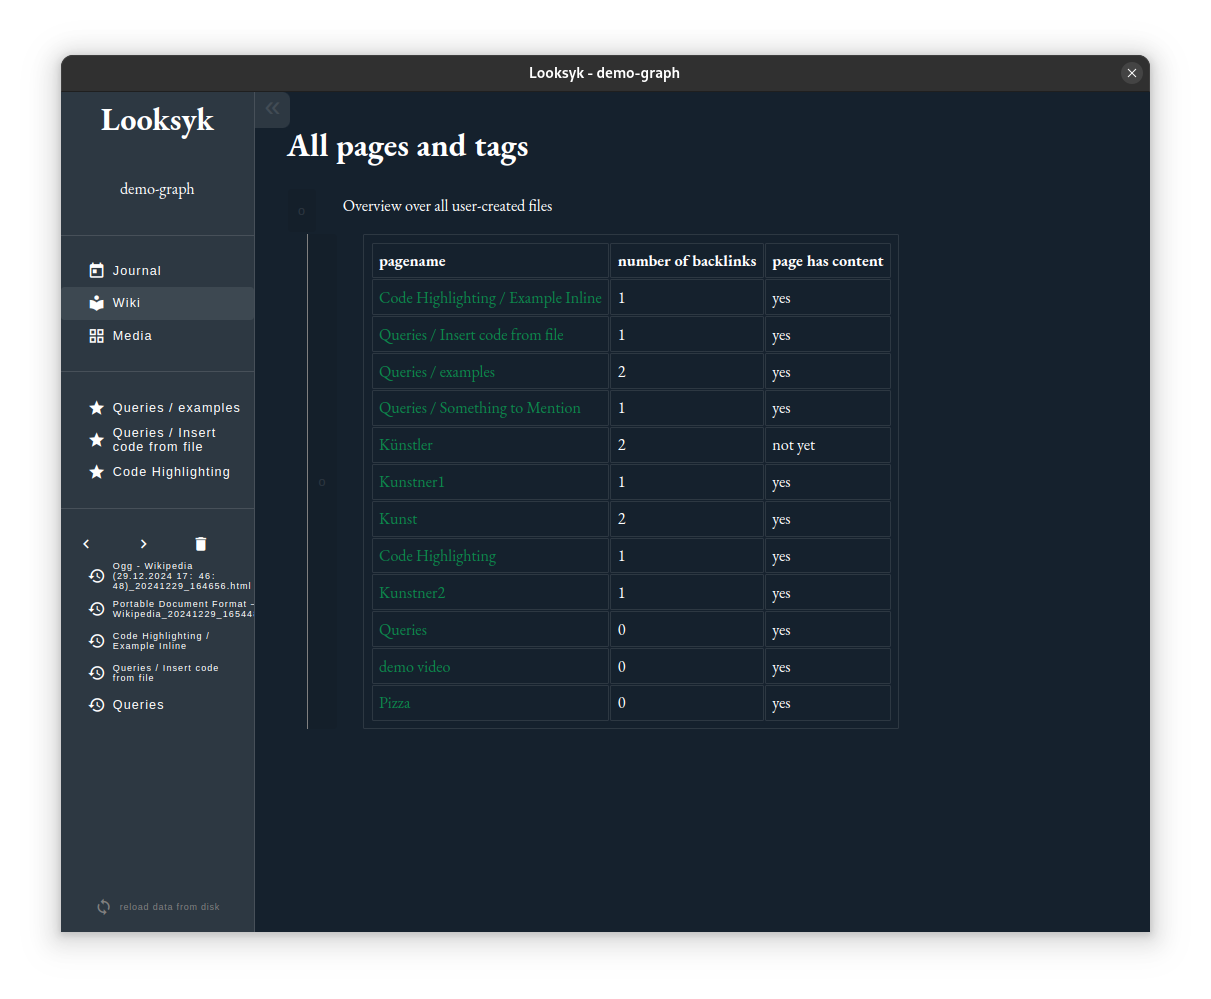 Looksyk - demo-graph
Looksyk
demo-graph
Journal
Wiki
Media
Queries / examples
Queries / Insert
code from file
Code Highlighting
Ogg - Wikipedia
(29.12.2024 17: 46:
48)_20241229_164656.html
Portable Document Format -
Wikipedia_20241229_16544
Code Highlighting /
Example Inline
Queries / Insert code
from file
Queries
reload data from disk
All pages and tags
Overview over all user-created files
pagename number of backlinks page has content
Code Highlighting / Example Inline 1 yes
Queries / Insert code from file 1 yes
Queries / examples 2 yes
Queries / Something to Mention 1 yes
Künstler 2 not yet
Kunstner1 1 yes
Kunst 2 yes
Code Highlighting 1 yes
Kunstner2 1 yes
Queries 0 yes
demo video 0 yes
Pizza 0 yes